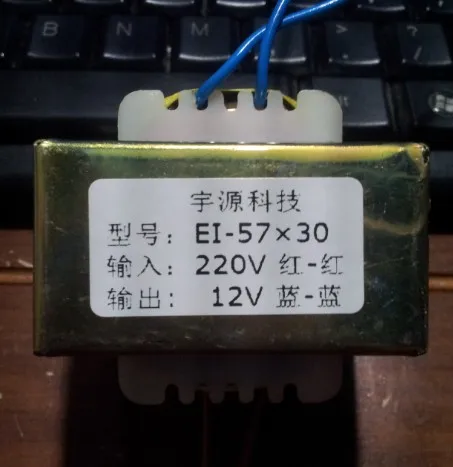 B N M < > ?
Alt
宇源科技
型号: EI-57×30
输入: 220V 红-红
输出: 12V 蓝-蓝